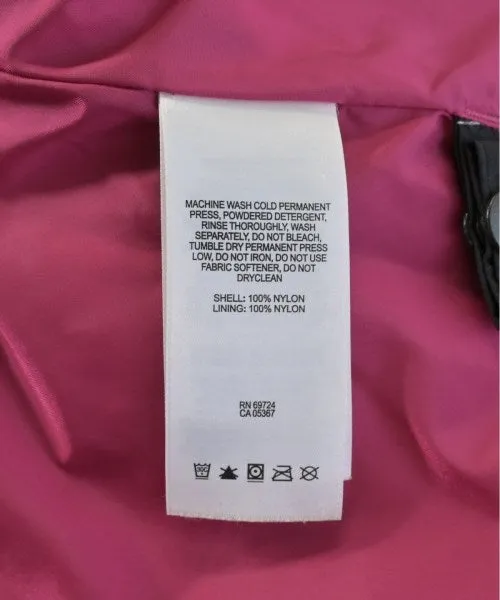 MACHINE WASH COLD PERMANENT
PRESS, POWDERED DETERGENT,
RINSE THOROUGHLY, WASH
SEPARATELY, DO NOT BLEACH,
TUMBLE DRY PERMANENT PRESS
LOW, DO NOT IRON, DO NOT USE
FABRIC SOFTENER, DO NOT
DRYCLEAN
SHELL: 100% NYLON
LINING: 100% NYLON
RN 69724
CA 05367